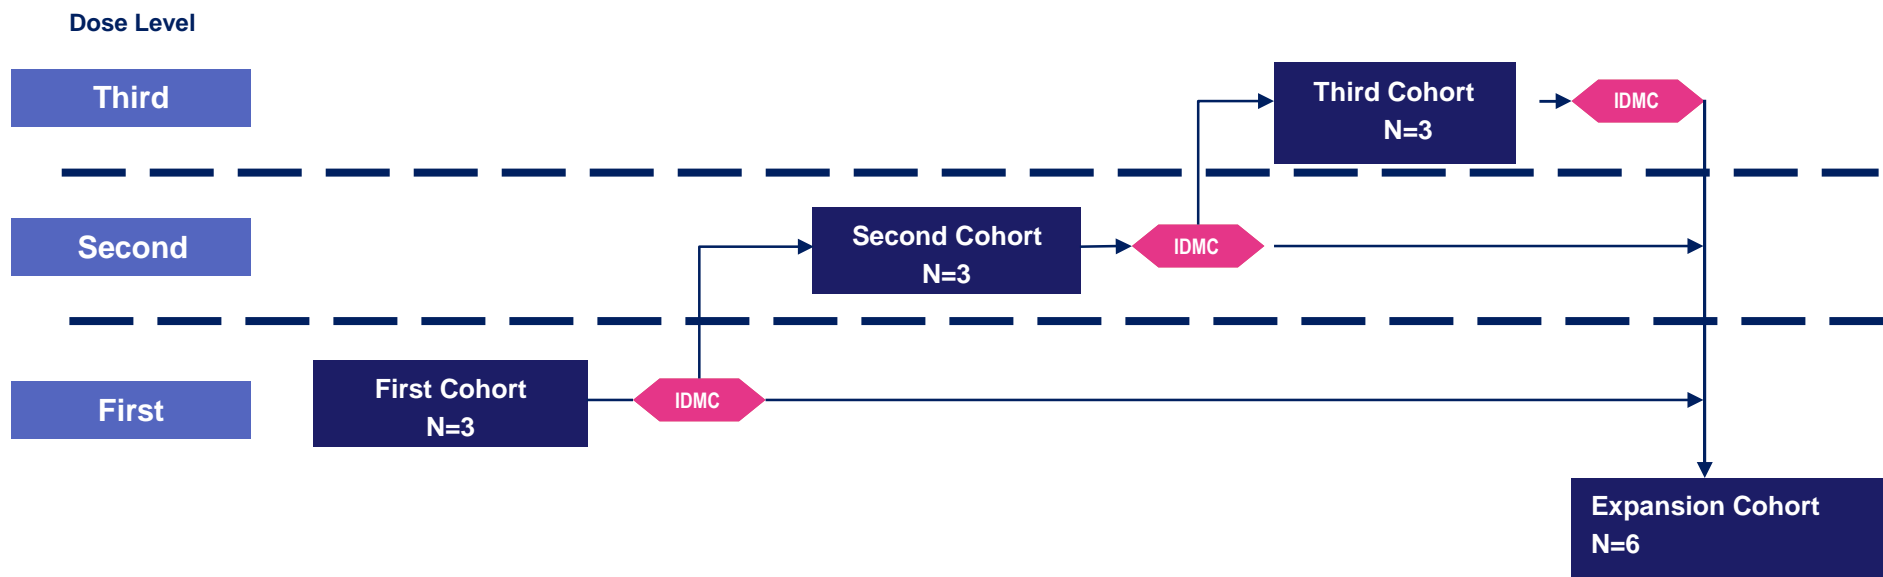 Dose Level
Third
Third Cohort
N=3
IDMC
Second
Second Cohort
N=3
IDMC
First
First Cohort
N=3
IDMC
Expansion Cohort
N=6